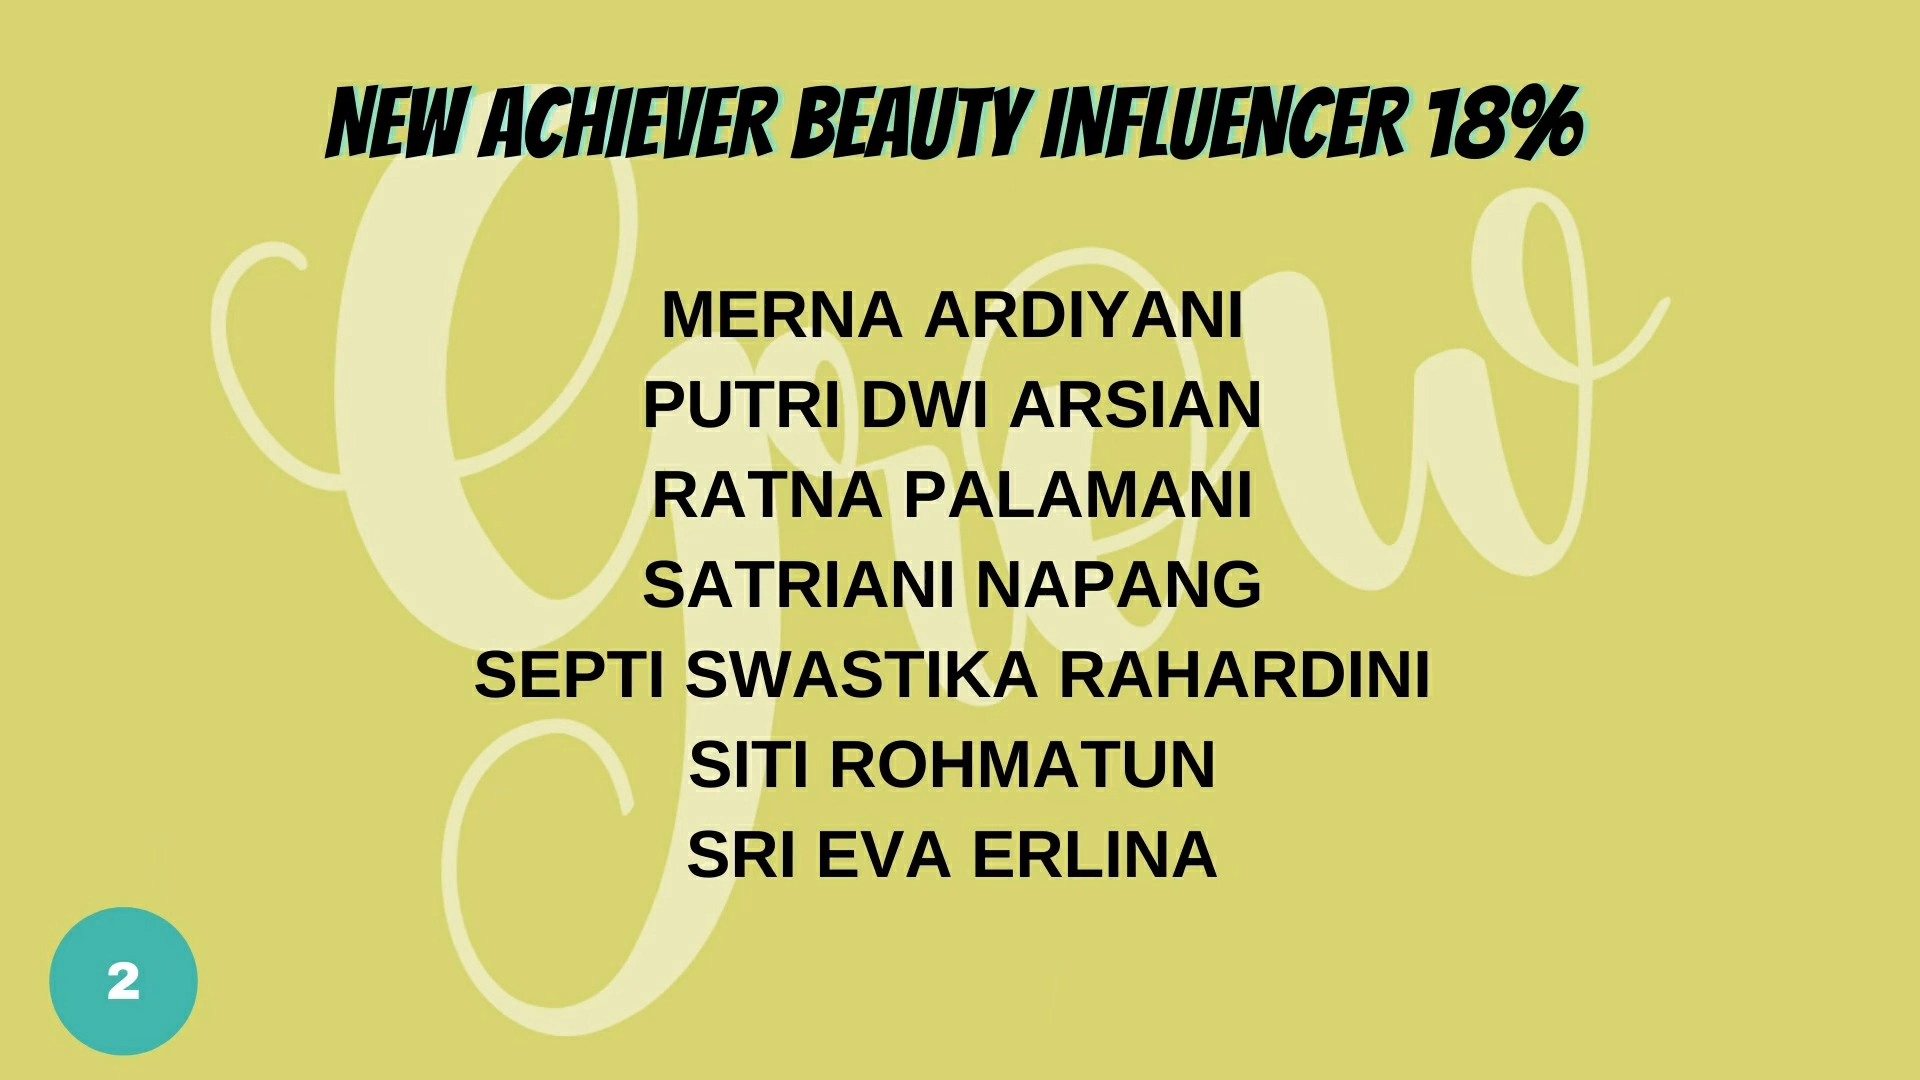 NEW ACHIEVER BEAUTY INFLUENCER 18%
Grow
MERNA ARDIYANI
PUTRI DWI ARSIAN
RATNA PALAMANI
SATRIANI NAPANG
SEPTI SWASTIKA RAHARDINI
SITI ROHMATUN
SRI EVA ERLINA
2